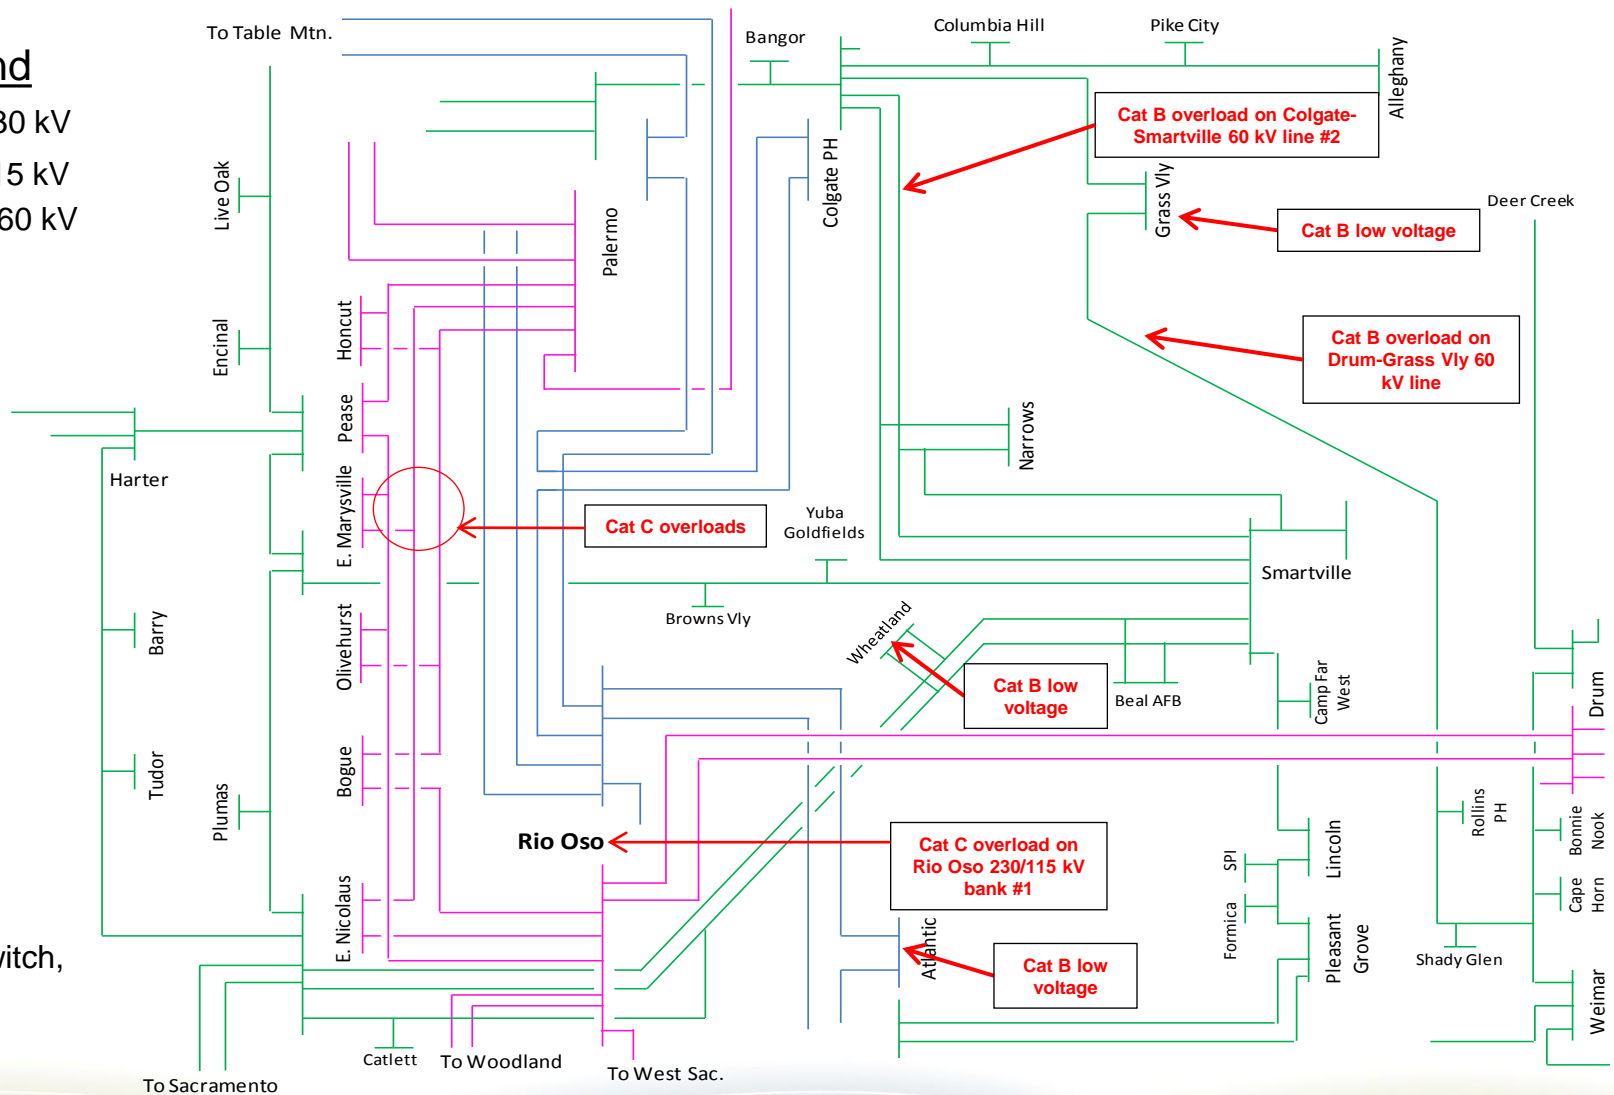 To Table Mtn.
Bangor
Columbia Hill
Pike City
Alleghany
nd
30 kV
15 kV
60 kV
Live Oak
Encinal
Honcut
Palermo
Colgate PH
Cat B overload on Colgate-
Smartville 60 kV line #2
Grass Vly
Cat B low voltage
Deer Creek
Cat B overload on
Drum-Grass Vly 60
kV line
Pease
Harter
E. Marysville
Cat C overloads
Narrows
Yuba
Goldfields
Smartville
Browns Vly
Barry
Olivehurst
Wheatland
Cat B low
voltage
Beal AFB
Camp Far
West
Drum
Tudor
Plumas
Bogue
Rio Oso
Cat C overload on
Rio Oso 230/115 kV
bank #1
SPI
Lincoln
Rollins
PH
Bonnie
Nook
Cape
Horn
Formica
Pleasant
Grove
Shady Glen
Weimar
E. Nicolaus
Atlantic
Cat B low
voltage
witch,
Catlett
To Woodland
To West Sac.
To Sacramento